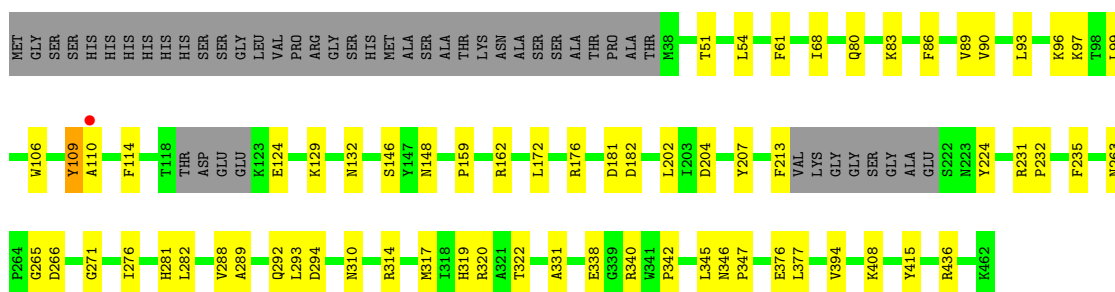 MET GLY SER SER HIS HIS HIS HIS HIS HIS SER SER GLY LEU VAL PRO ARG GLY SER HIS MET ALA SER ALA THR LYS ASN ALA SER SER ALA THR PRO ALA THR M38 T51 L54 F61 I68 Q80 K83 F86 V89 V90 L93 K96 K97 T98 L99
W106 Y109 A110 F114 T118 THR ASP GLU GLU K123 E124 K129 N132 S146 Y147 N148 P159 R162 L172 R176 D181 D182 L202 I203 D204 Y207 F213 VAL LYS GLY GLY SER GLY ALA GLU S222 N223 Y224 R231 P232 F235 N263
P264 G265 D266 G271 I276 H281 L282 V288 A289 Q292 L293 D294 N310 R314 M317 I318 H319 R320 A321 T322 A331 E338 G339 R340 W341 P342 L345 N346 P347 E376 L377 V394 K408 Y415 R436 K462